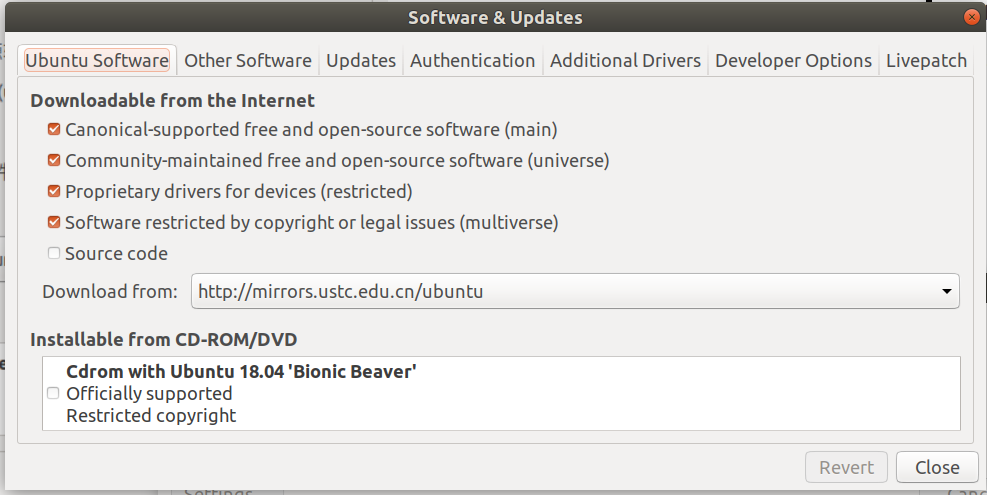 Software & Updates
Ubuntu Software Other Software Updates Authentication Additional Drivers Developer Options Livepatch
Downloadable from the Internet
Canonical-supported free and open-source software (main)
Community-maintained free and open-source software (universe)
Proprietary drivers for devices (restricted)
Software restricted by copyright or legal issues (multiverse)
Source code
Download from: http://mirrors.ustc.edu.cn/ubuntu
Installable from CD-ROM/DVD
Cdrom with Ubuntu 18.04 'Bionic Beaver'
Officially supported
Restricted copyright
Revert Close